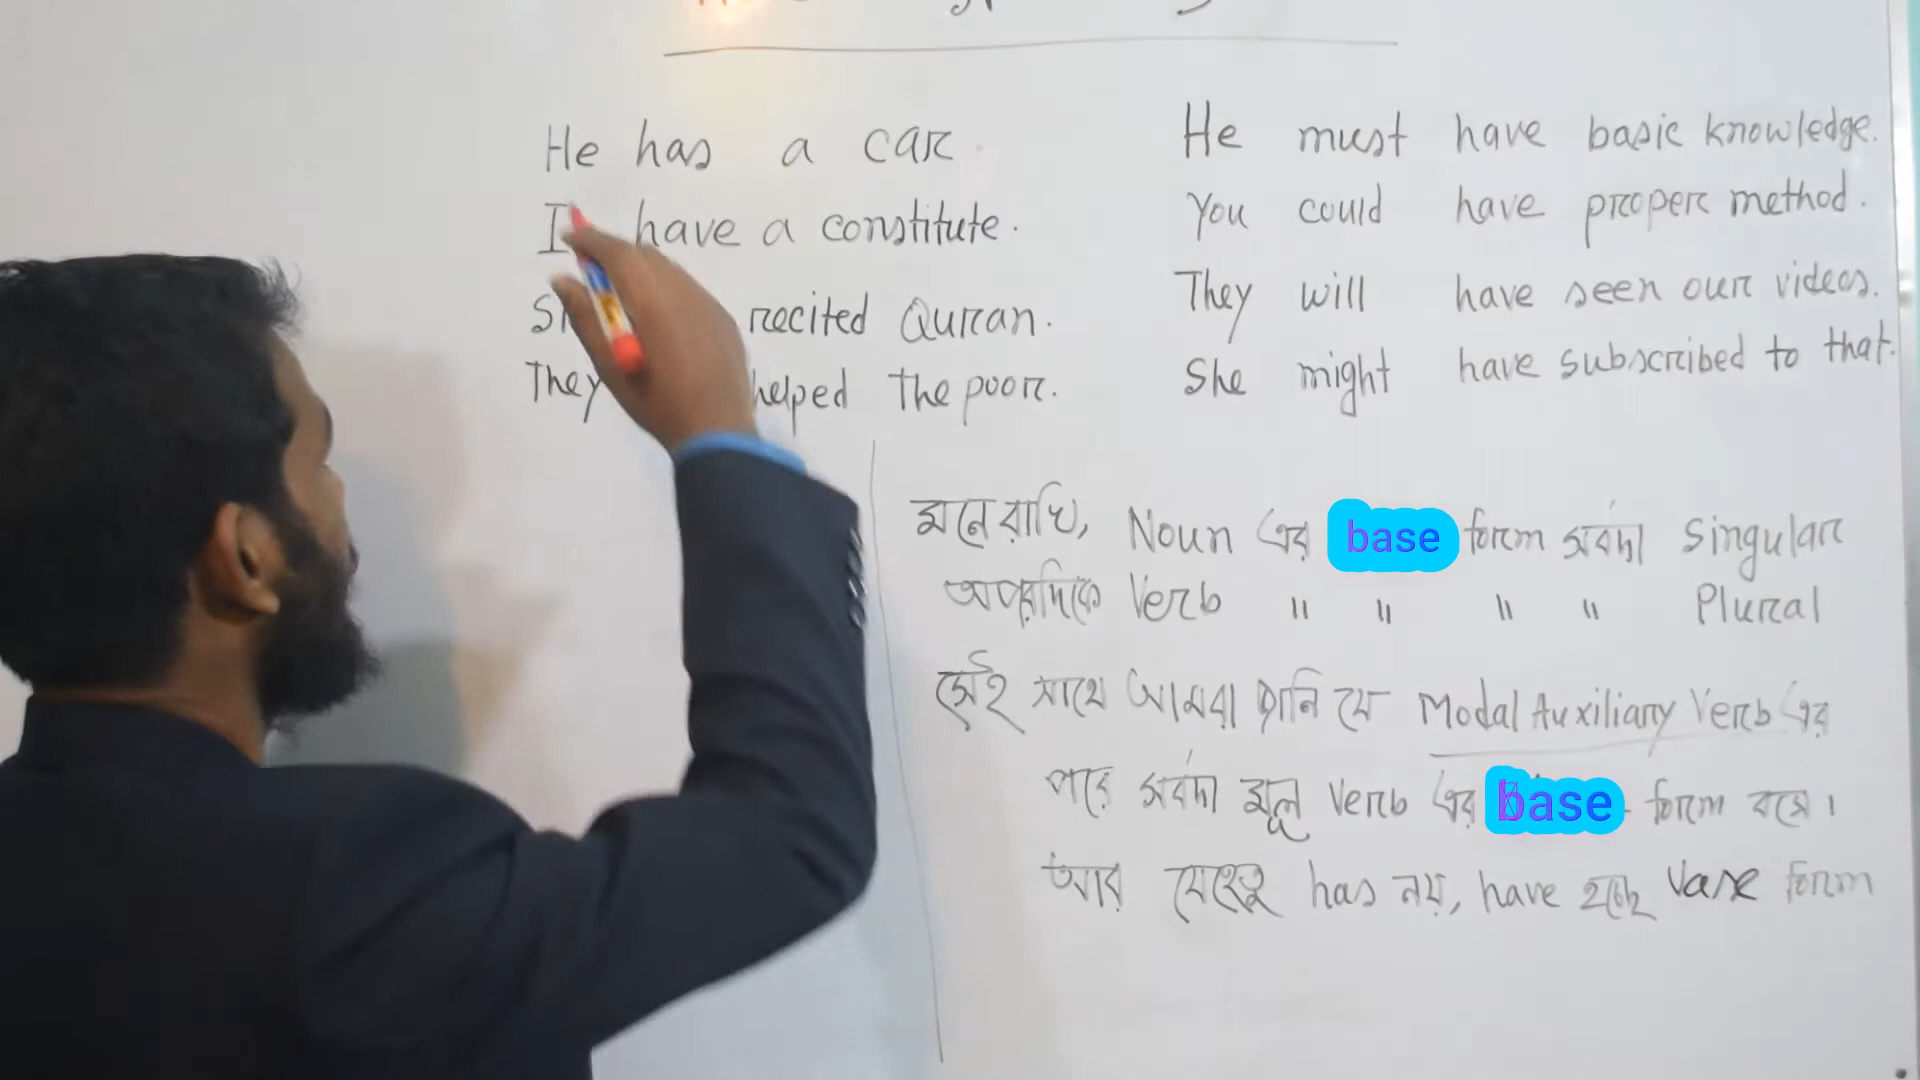 He has a car.
I have a constitute.
recited Quran.
They helped the poor.
He must have basic knowledge.
You could have proper method.
They will have seen our videos.
She might have subscribed to that.
মনে রাখি, Noun এর base form সর্বদা Singular
অপরদিকে Verb " " " " Plural
সেই সাথে আমরা জানি যে Modal Auxiliary Verb এর
পরে সর্বদা মূল Verb এর base form বসে।
আর যেহেতু has নয়, have হচ্ছে Vase form